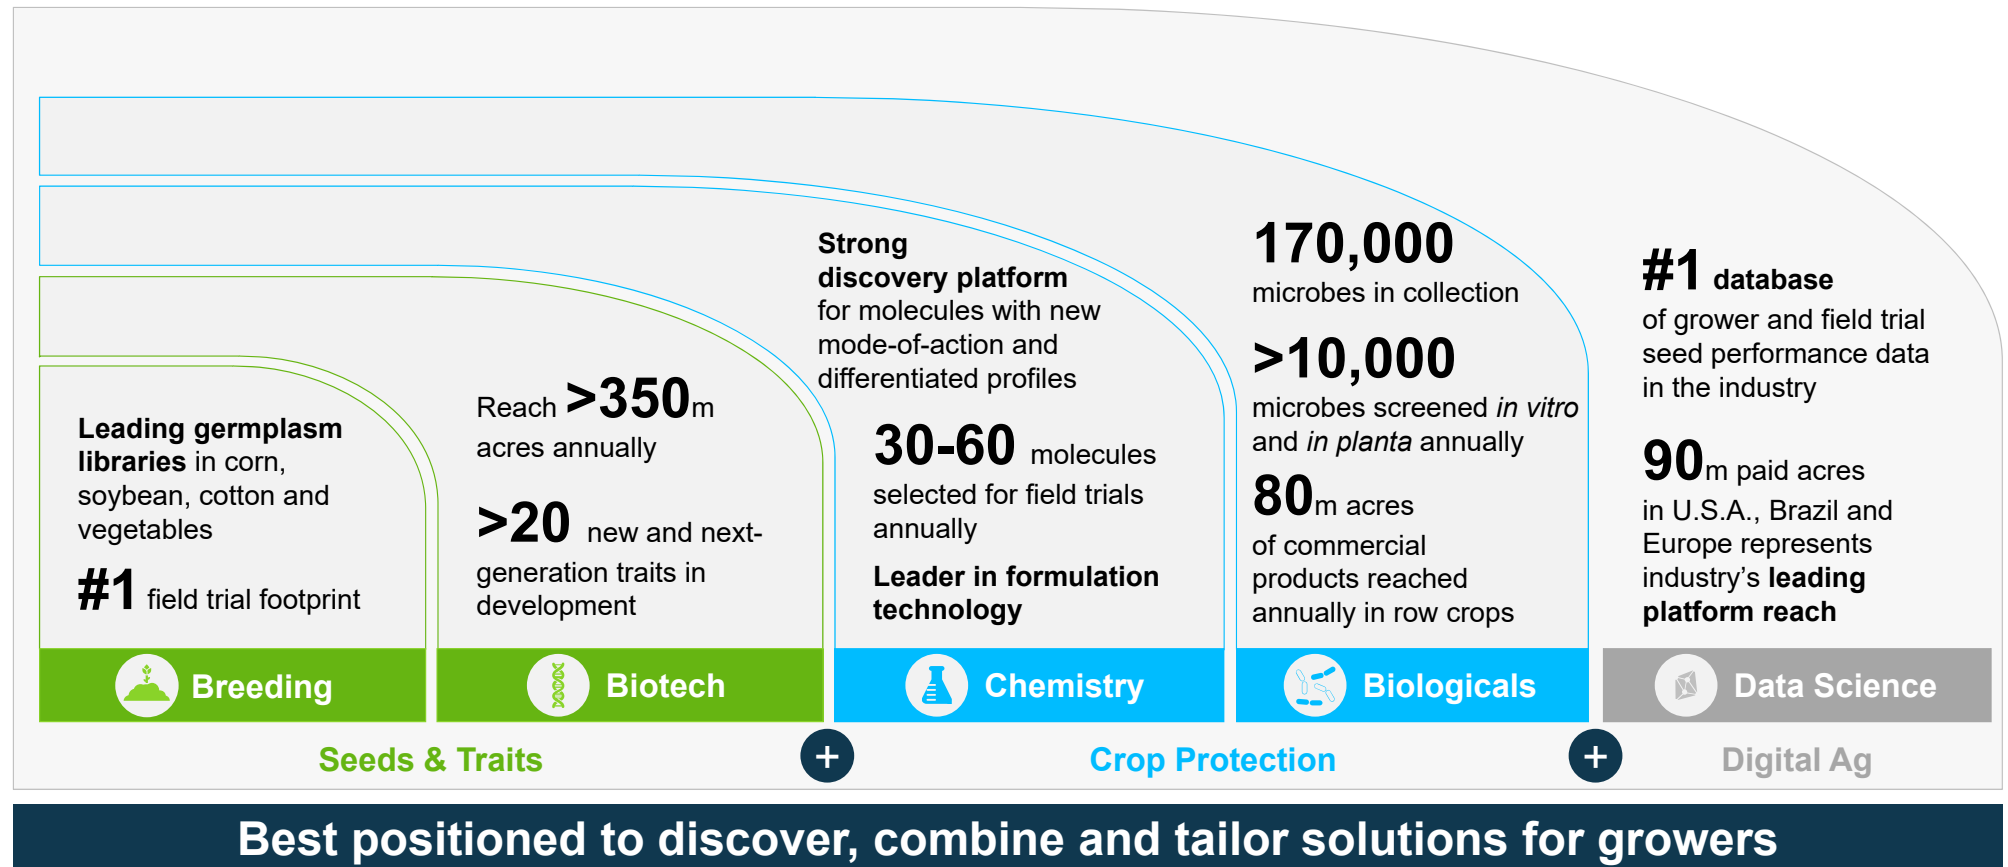 Leading germplasm
libraries in corn,
soybean, cotton and
vegetables
#1 field trial footprint
Breeding
Reach >350m
acres annually
>20 new and next-
generation traits in
development
Biotech
Seeds & Traits
+
Strong
discovery platform
for molecules with new
mode-of-action and
differentiated profiles
30-60 molecules
selected for field trials
annually
Leader in formulation
technology
Chemistry
170,000
microbes in collection
>10,000
microbes screened in vitro
and in planta annually
80m acres
of commercial
products reached
annually in row crops
Biologicals
Crop Protection
+
#1 database
of grower and field trial
seed performance data
in the industry
90m paid acres
in U.S.A., Brazil and
Europe represents
industry’s leading
platform reach
Data Science
Digital Ag
Best positioned to discover, combine and tailor solutions for growers